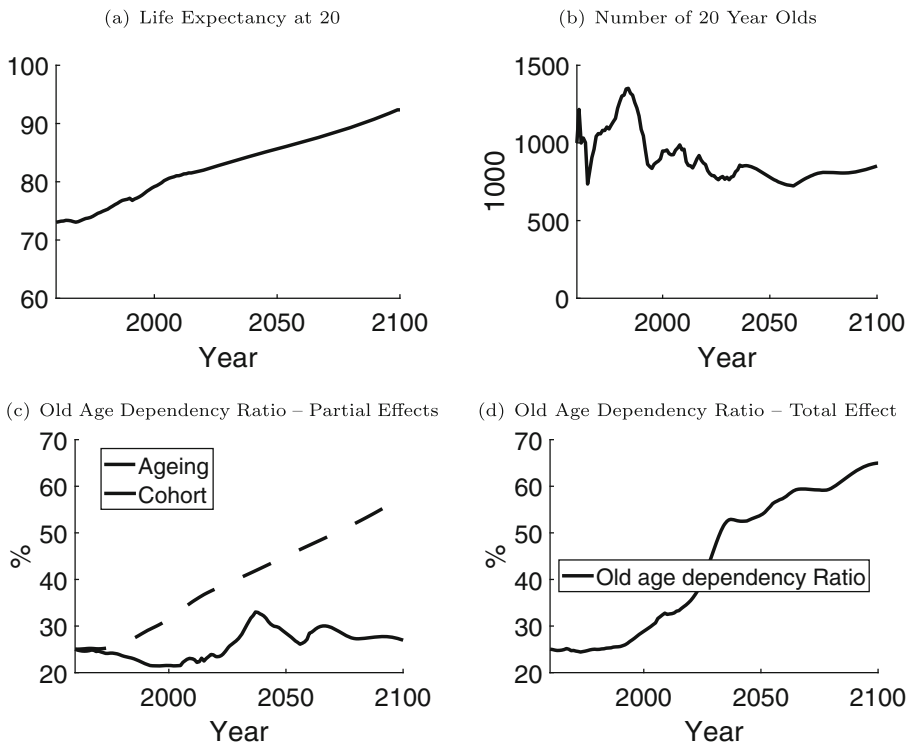 (a) Life Expectancy at 20
100
90
80
70
60
2000 2050 2100
Year
(b) Number of 20 Year Olds
1500
1000
500
0
1000
2000 2050 2100
Year
(c) Old Age Dependency Ratio – Partial Effects
70
60
50
40
30
20
%
Ageing
Cohort
2000 2050 2100
Year
(d) Old Age Dependency Ratio – Total Effect
70
60
50
40
30
20
%
Old age dependency Ratio
2000 2050 2100
Year